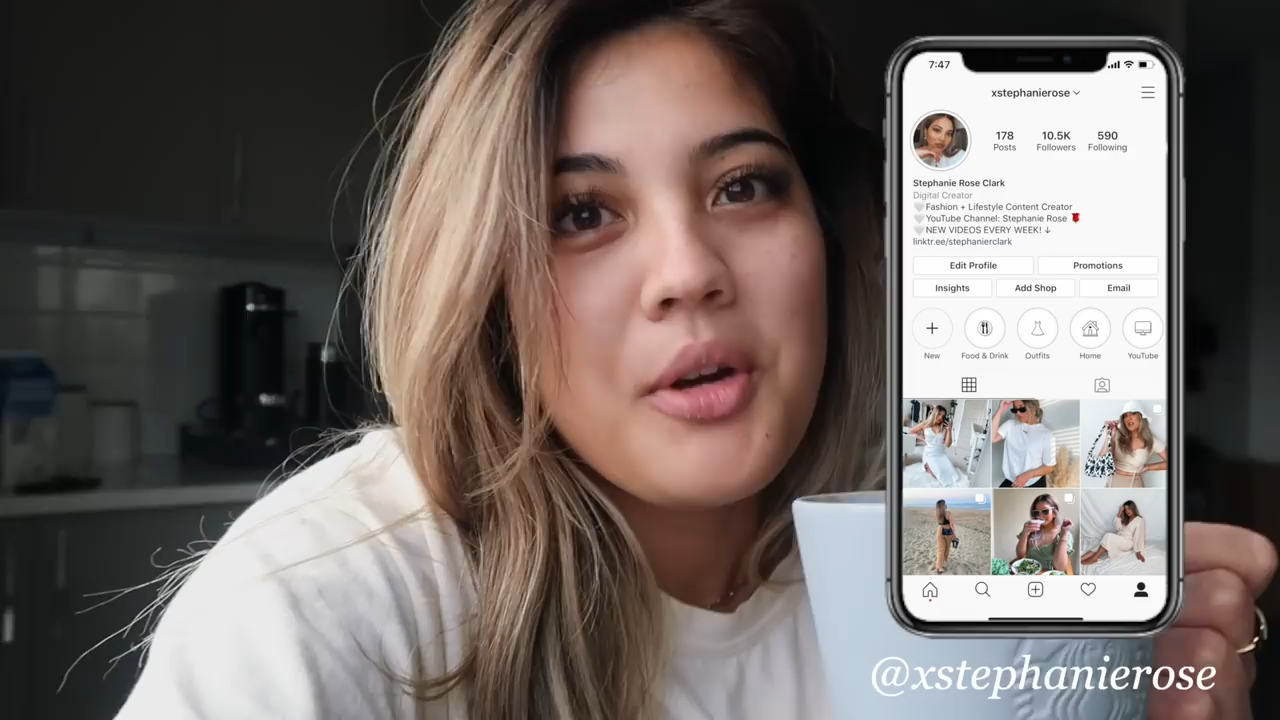 7:47
xstephanierose
178 10.5K 590
Posts Followers Following
Stephanie Rose Clark
Digital Creator
🤍Fashion + Lifestyle Content Creator
🤍YouTube Channel: Stephanie Rose 🌹
🤍NEW VIDEOS EVERY WEEK! ↓
linktr.ee/stephanierclark
Edit Profile Promotions
Insights Add Shop Email
New Food & Drink Outfits Home YouTube
@xstephanierose